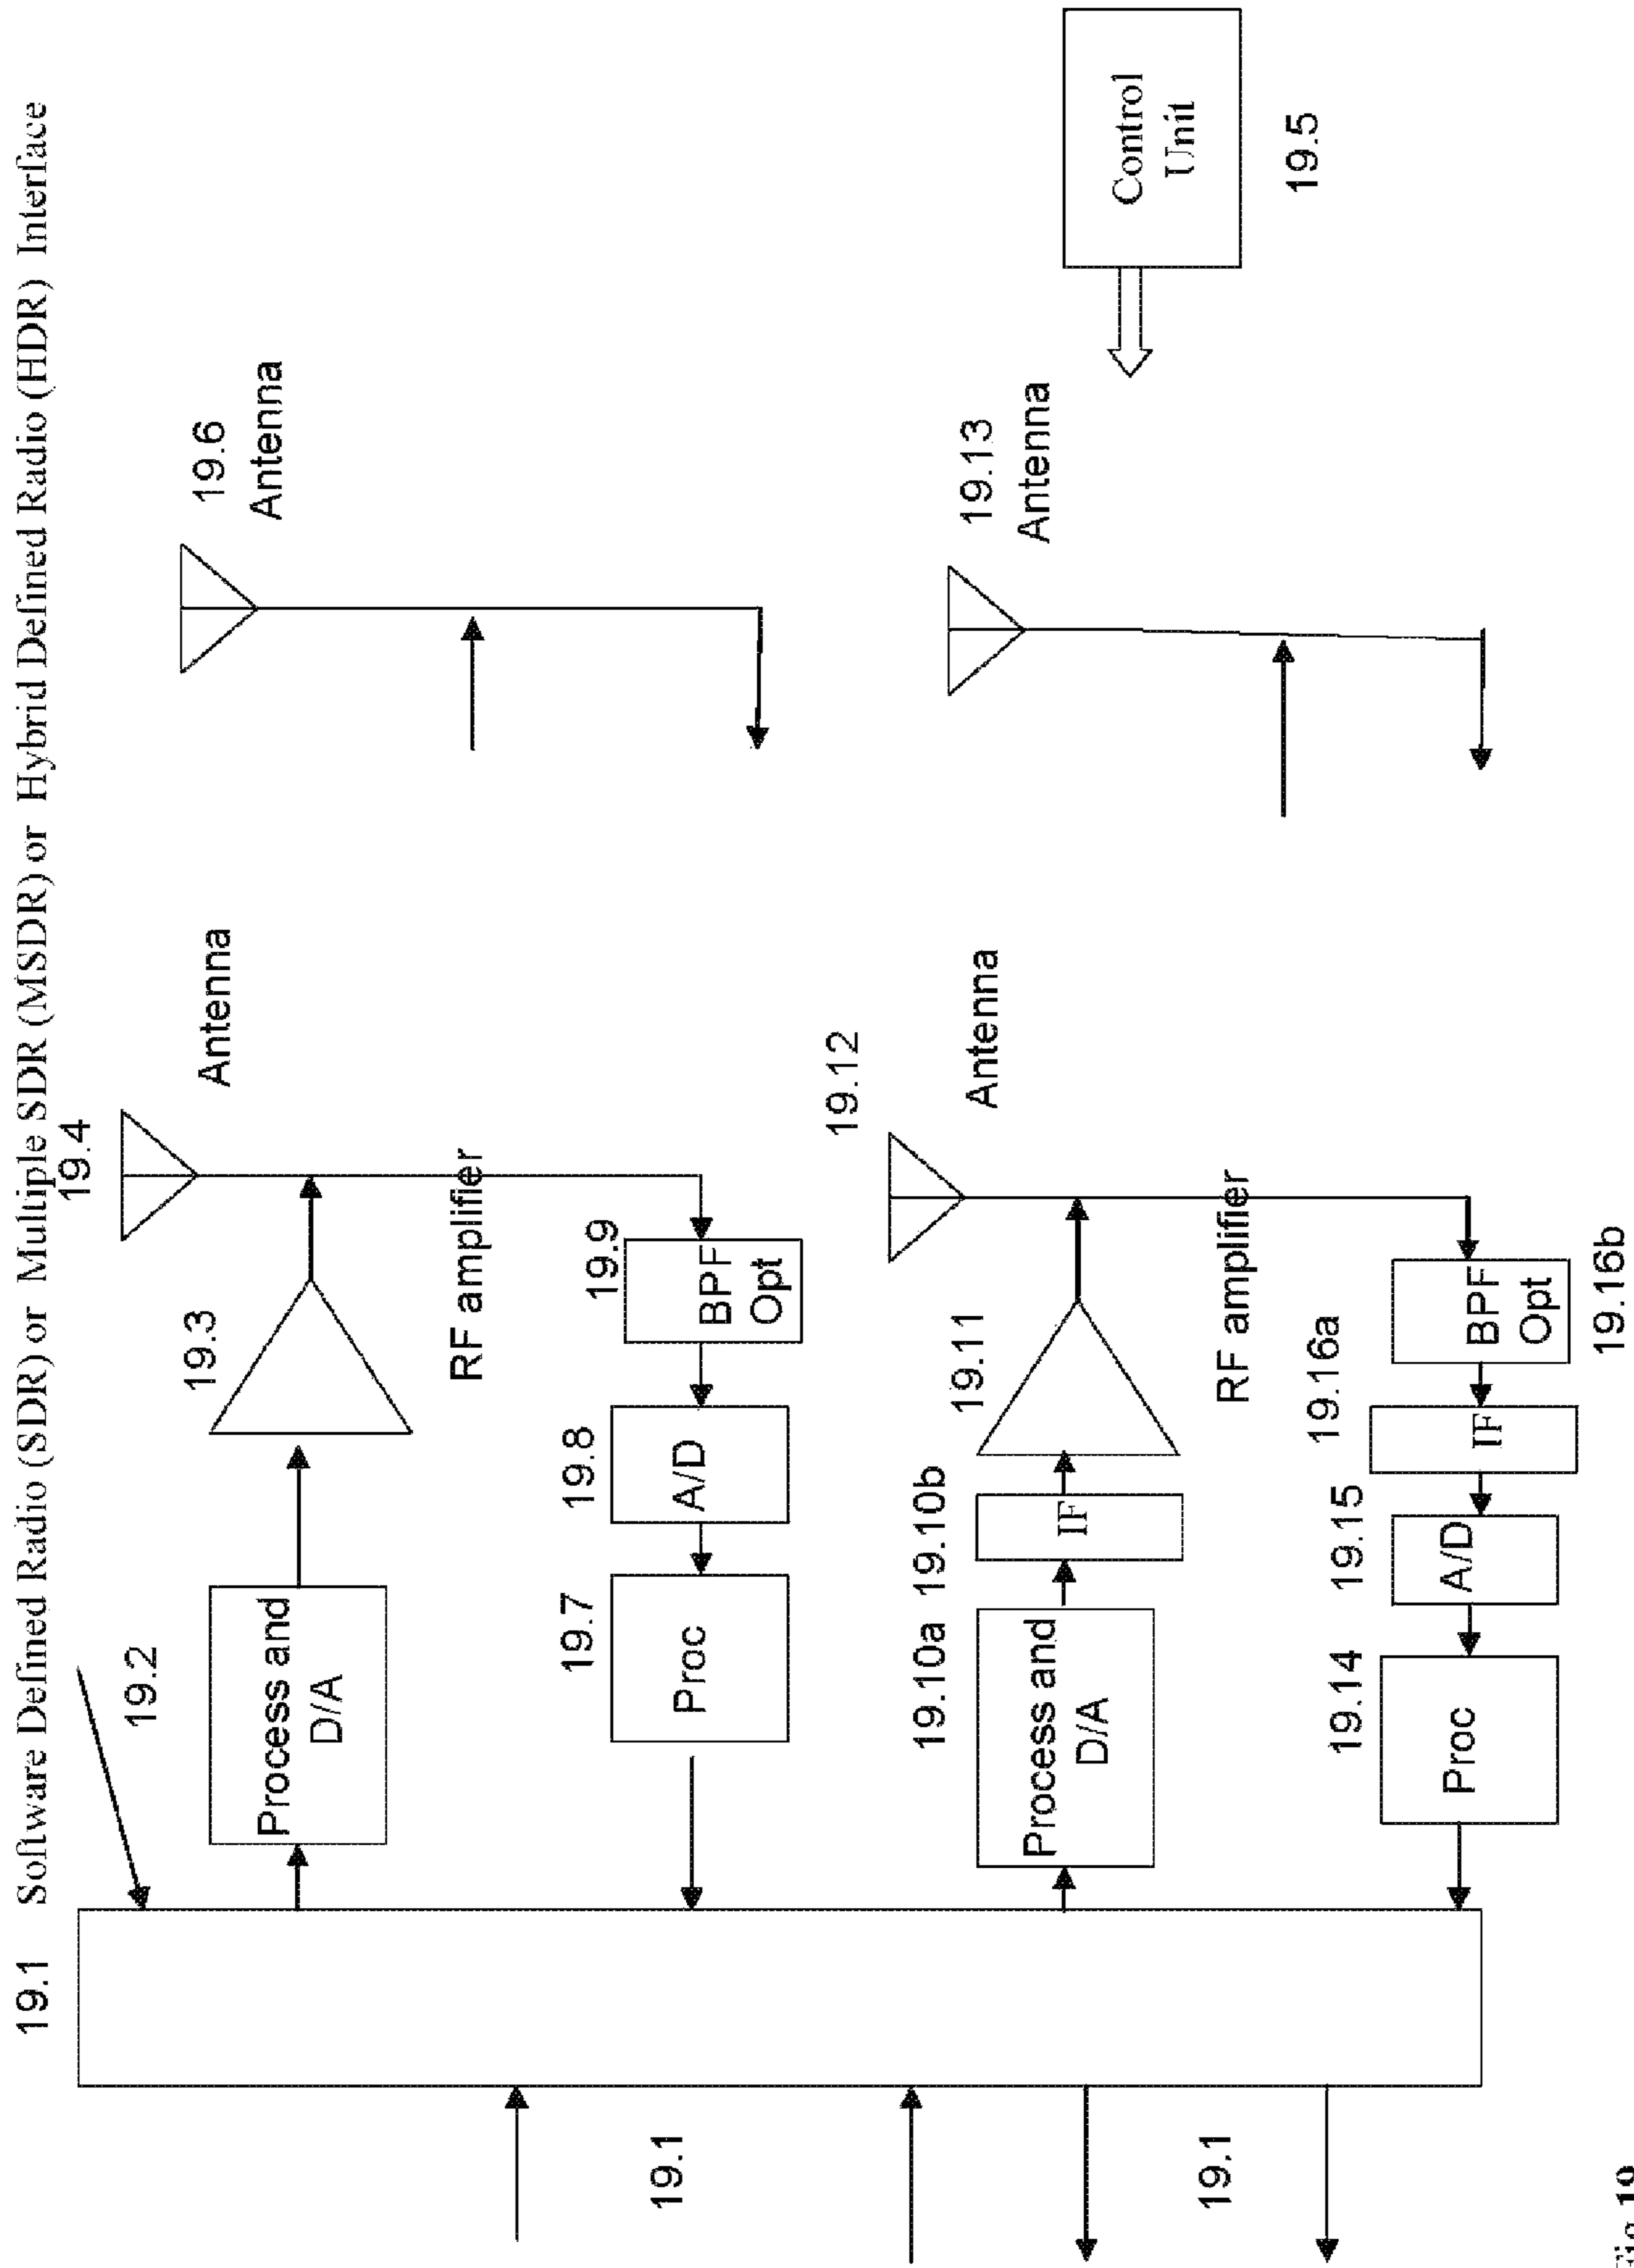 19.1 Software Defined Radio (SDR) or Multiple SDR (MSDR) or Hybrid Defined Radio (HDR) Interface
19.4
19.2
19.3
Antenna
19.6
Antenna
Process and
D/A
RF amplifier
19.7
19.8
19.9
Proc
A/D
BPF
Opt
19.12
19.10a 19.10b
19.11
Antenna
19.13
Antenna
Process and
D/A
IF
RF amplifier
Control
Unit
19.5
19.1
19.14
19.15
19.16a
Proc
A/D
IF
BPF
Opt
19.16b
19.1
Fig 19